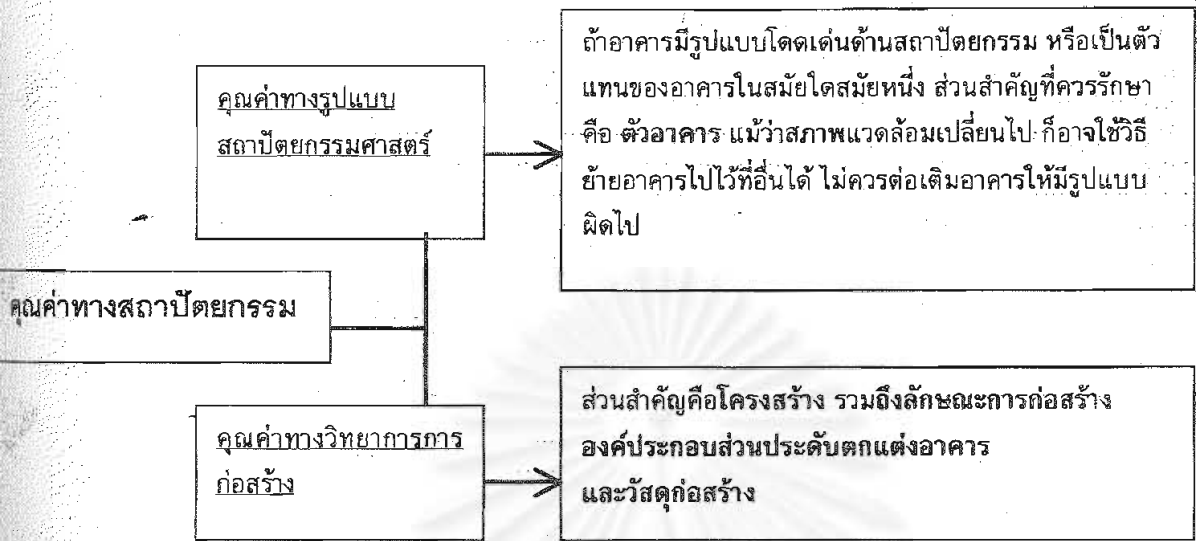 คุณค่าทางรูปแบบ
สถาปัตยกรรมศาสตร์
ถ้าอาคารมีรูปแบบโดดเด่นด้านสถาปัตยกรรม หรือเป็นตัว
แทนของอาคารในสมัยใดสมัยหนึ่ง ส่วนสำคัญที่ควรรักษา
คือ ตัวอาคาร แม้ว่าสภาพแวดล้อมเปลี่ยนไป ก็อาจใช้วิธี
ย้ายอาคารไปไว้ที่อื่นได้ ไม่ควรต่อเติมอาคารให้มีรูปแบบ
ผิดไป
คุณค่าทางสถาปัตยกรรม
คุณค่าทางวิทยาการการ
ก่อสร้าง
ส่วนสำคัญคือโครงสร้าง รวมถึงลักษณะการก่อสร้าง
องค์ประกอบส่วนประดับตกแต่งอาคาร
และวัสดุก่อสร้าง